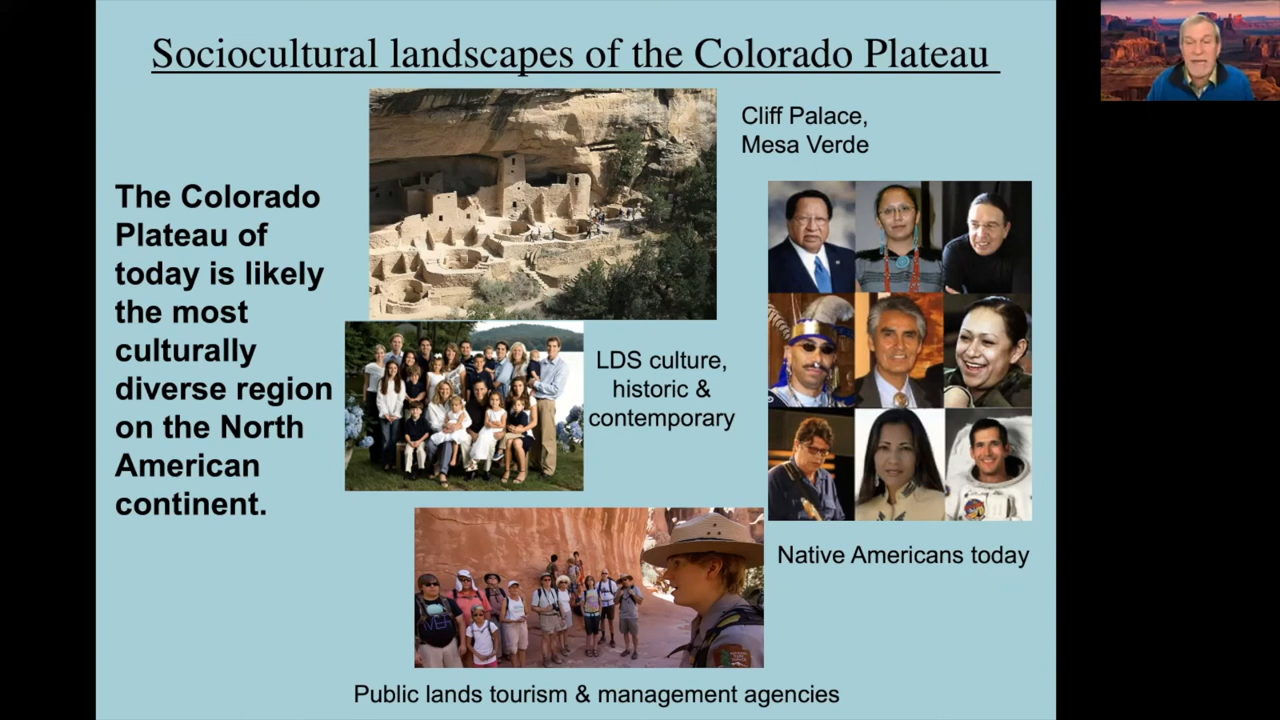 Sociocultural landscapes of the Colorado Plateau
Cliff Palace,
Mesa Verde
The Colorado
Plateau of
today is likely
the most
culturally
diverse region
on the North
American
continent.
LDS culture,
historic &
contemporary
Native Americans today
Public lands tourism & management agencies